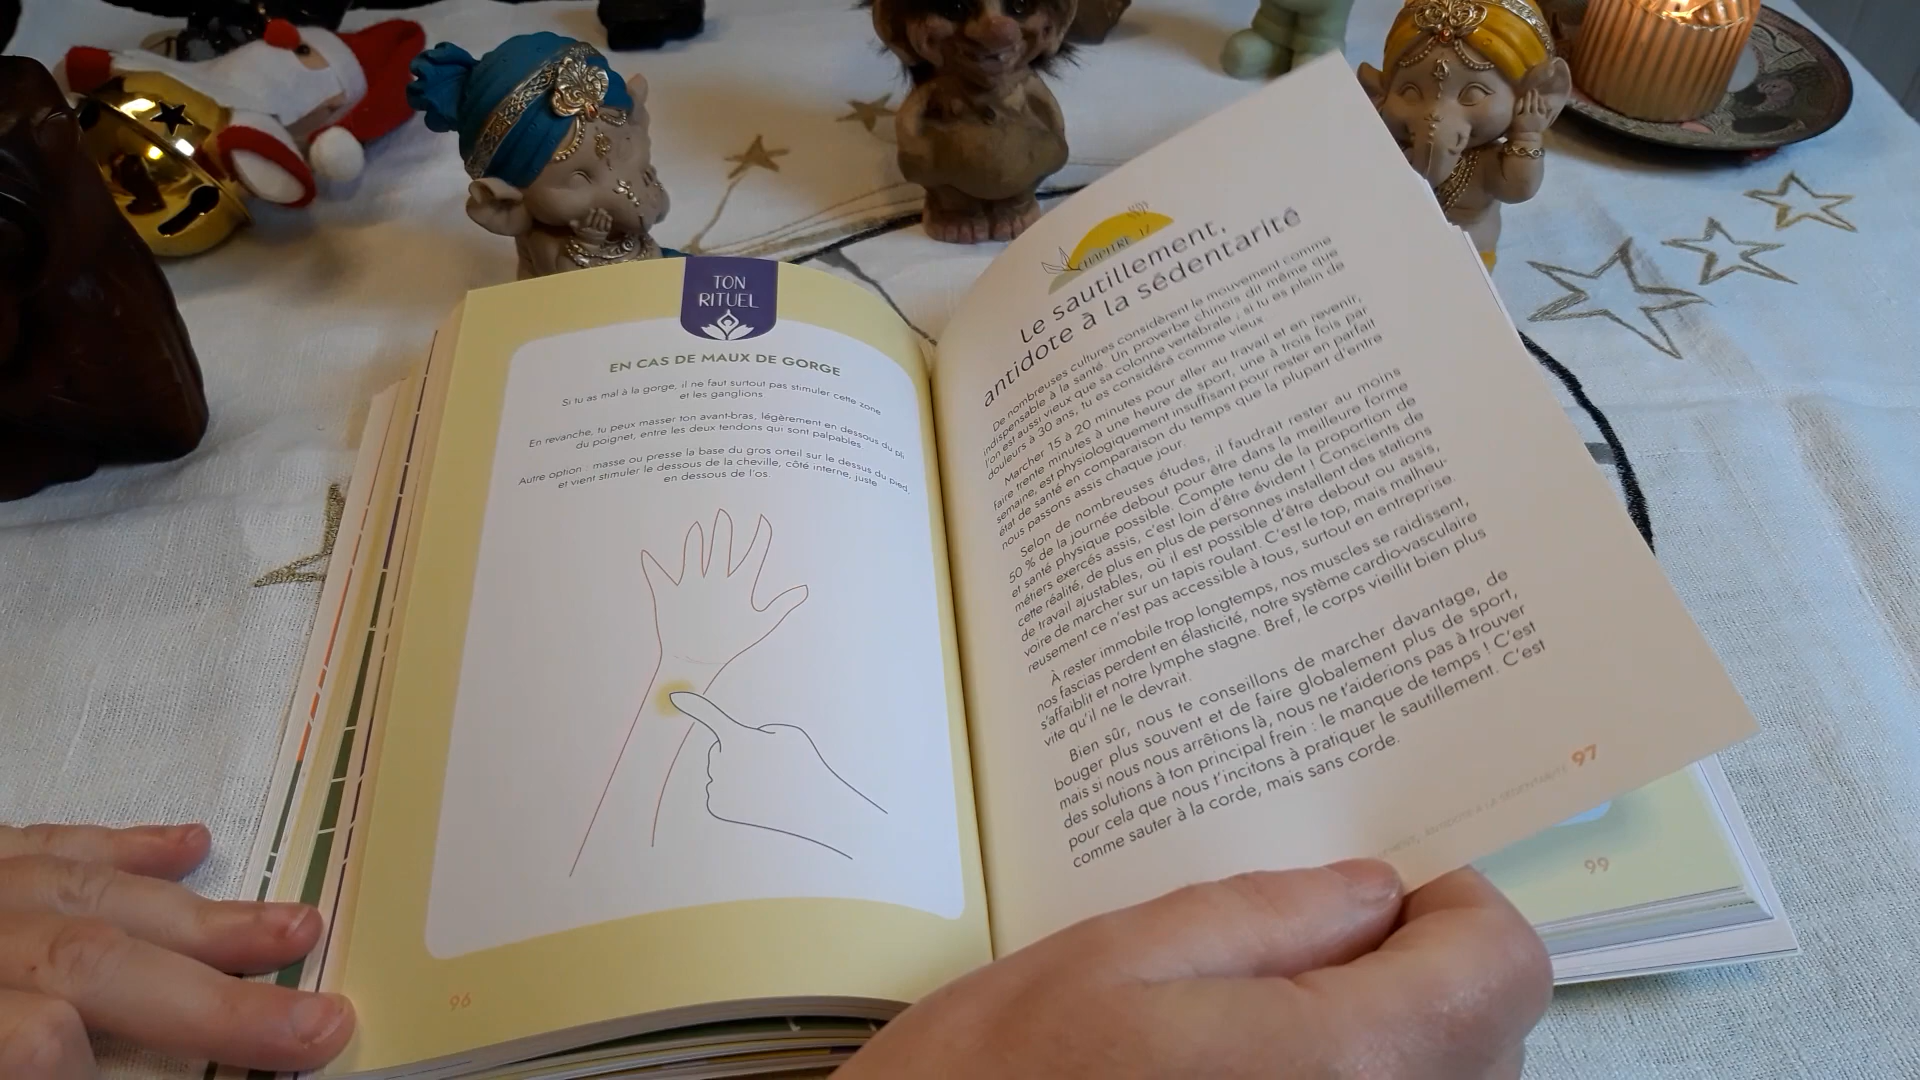 TON
RITUEL
EN CAS DE MAUX DE GORGE
Si tu as mal à la gorge, il ne faut surtout pas stimuler cette zone
et les ganglions.
En revanche, tu peux masser ton avant-bras, légèrement en dessous du pli
du poignet, entre les deux tendons qui sont palpables.
Autre option : masse ou presse la base du gros orteil sur le dessus du pied,
et vient stimuler le dessous de la cheville, côté interne, juste
en dessous de l'os.
96
CHAPITRE 17
Le sautillement,
antidote à la sédentarité
De nombreuses cultures considèrent le mouvement comme
indispensable à la santé. Un proverbe chinois dit même que
l'on est aussi vieux que sa colonne vertébrale ; si tu es plein de
douleurs à 30 ans, tu es considéré comme vieux.
Marcher 15 à 20 minutes pour aller au travail et en revenir,
faire trente minutes à une heure de sport, une à trois fois par
semaine, est physiologiquement insuffisant pour rester en parfait
état de santé en comparaison du temps que la plupart d'entre
nous passons assis chaque jour.
Selon de nombreuses études, il faudrait rester au moins
50 % de la journée debout pour être dans la meilleure forme
et santé physique possible. Compte tenu de la proportion de
métiers exercés assis, c'est loin d'être évident ! Conscients de
cette réalité, de plus en plus de personnes installent des stations
de travail ajustables, où il est possible d'être debout ou assis,
voire de marcher sur un tapis roulant. C'est le top, mais malheu-
reusement ce n'est pas accessible à tous, surtout en entreprise.
À rester immobile trop longtemps, nos muscles se raidissent,
nos fascias perdent en élasticité, notre système cardio-vasculaire
s'affaiblit et notre lymphe stagne. Bref, le corps vieillit bien plus
vite qu'il ne le devrait.
Bien sûr, nous te conseillons de marcher davantage, de
bouger plus souvent et de faire globalement plus de sport,
mais si nous nous arrêtions là, nous ne t'aiderions pas à trouver
des solutions à ton principal frein : le manque de temps ! C'est
pour cela que nous t'incitons à pratiquer le sautillement. C'est
comme sauter à la corde, mais sans corde.
ANTIDOTE À LA SÉDENTARITÉ 97
99